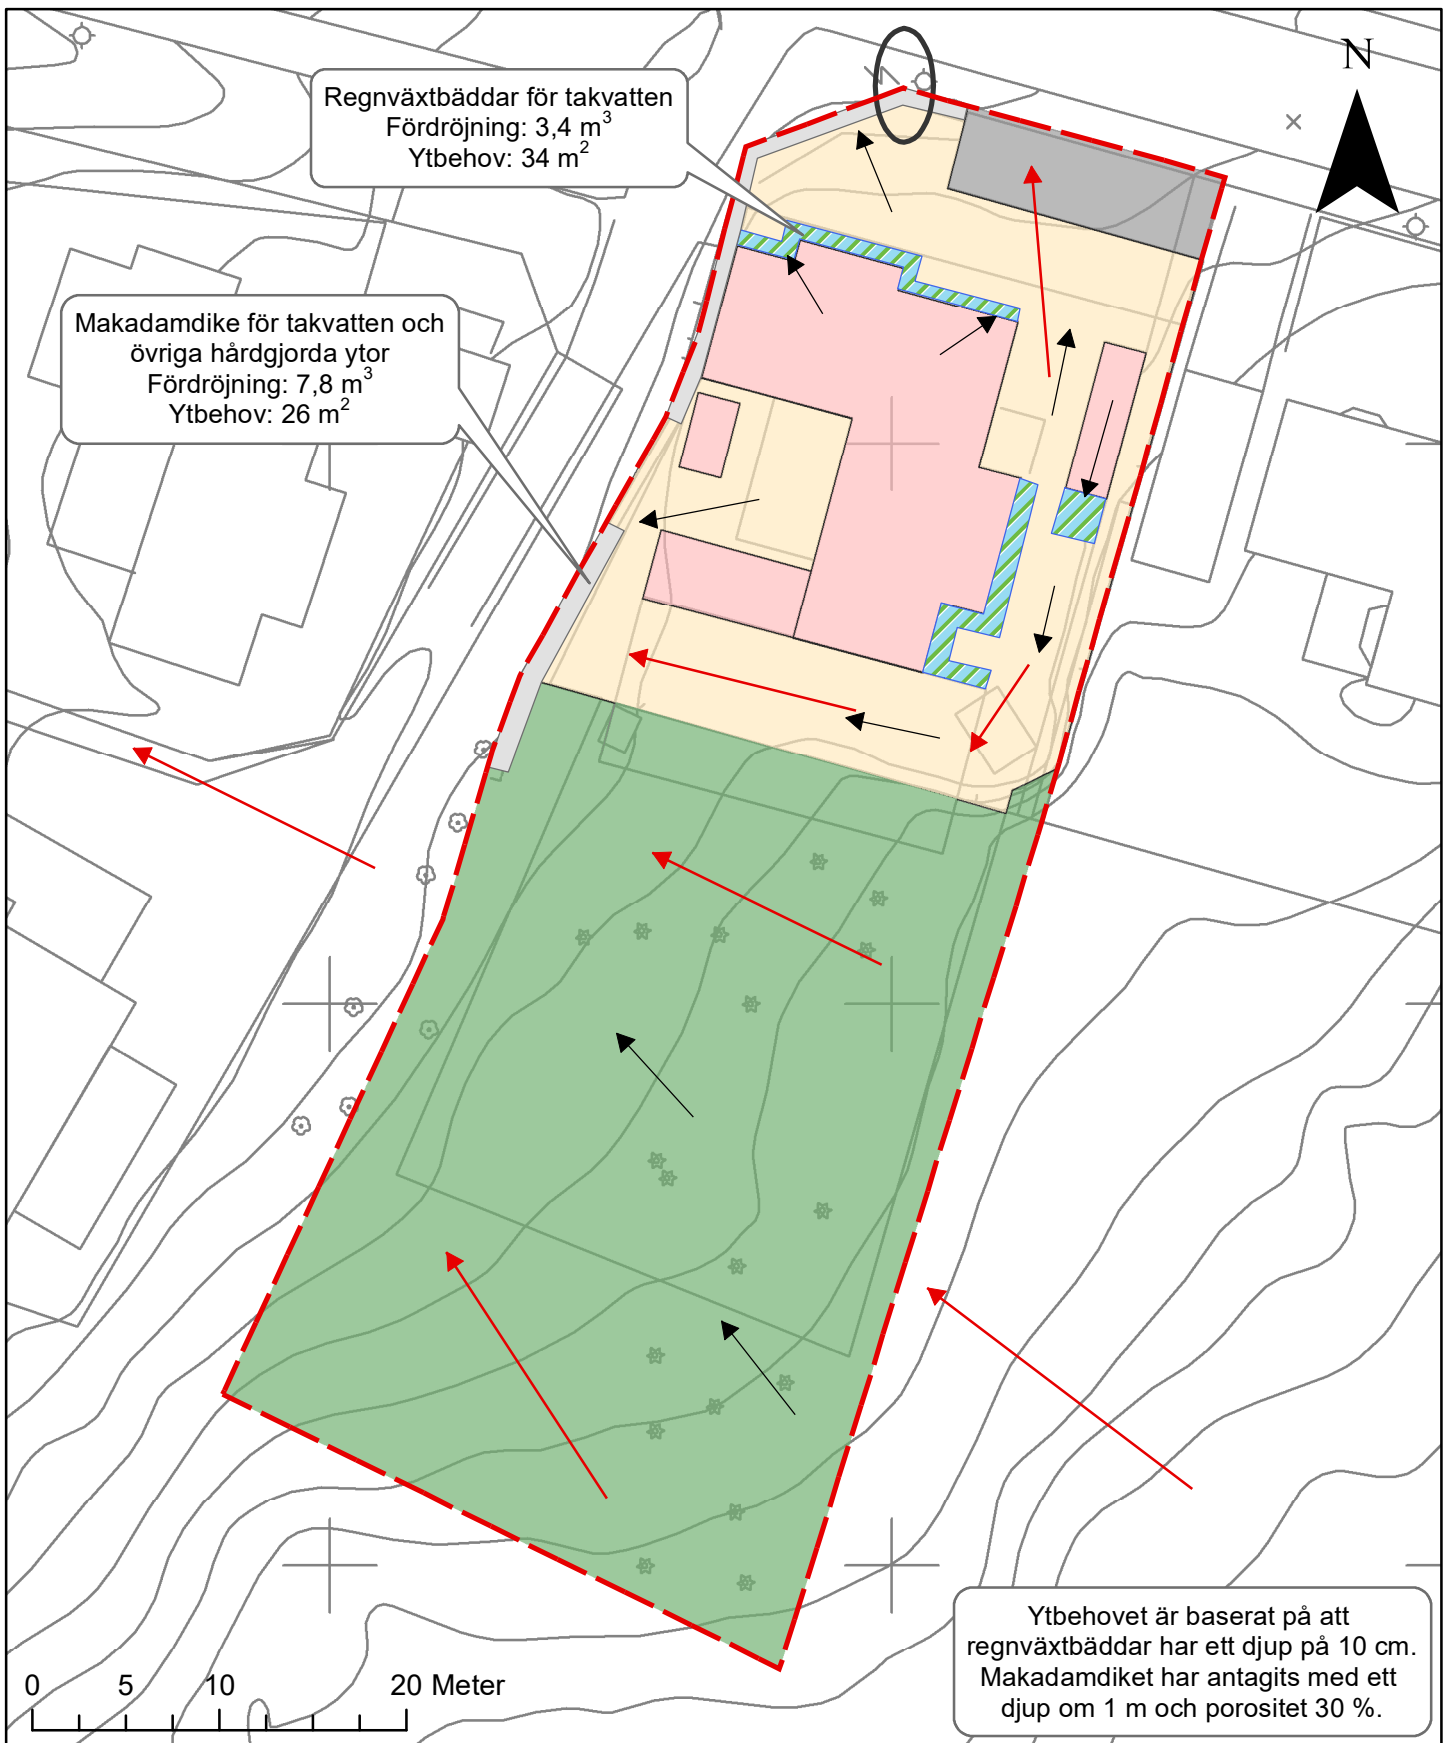 N
Regnväxtbäddar för takvatten
Fördröjning: 3,4 m³
Ytbehov: 34 m²
Makadamdike för takvatten och
övriga hårdgjorda ytor
Fördröjning: 7,8 m³
Ytbehov: 26 m²
Ytbehovet är baserat på att
regnväxtbäddar har ett djup på 10 cm.
Makadamdiket har antagits med ett
djup om 1 m och porositet 30 %.
0 5 10 20 Meter